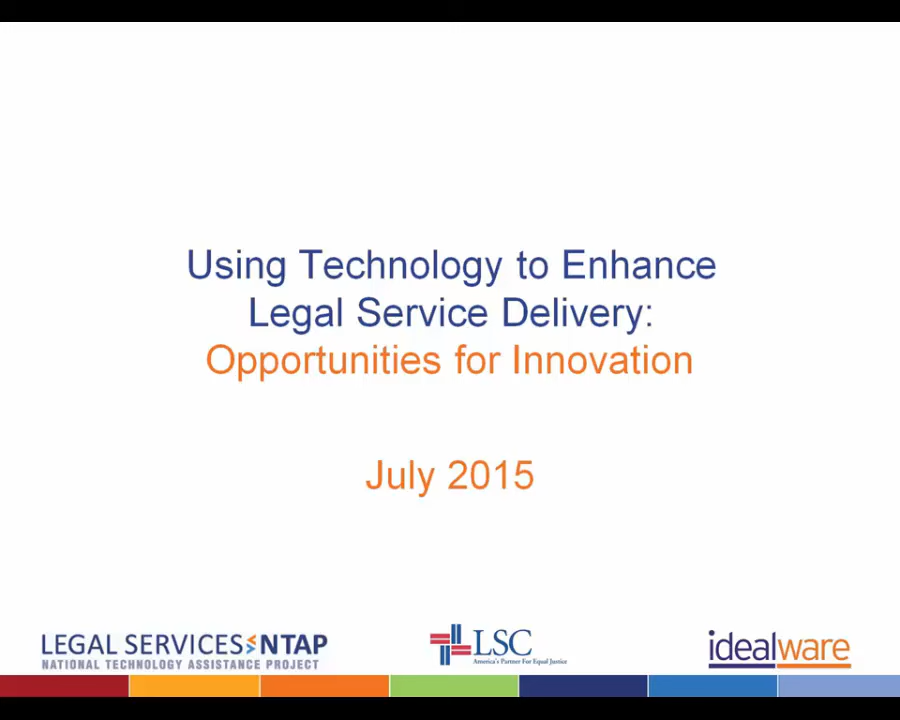 Using Technology to Enhance
Legal Service Delivery:
Opportunities for Innovation
July 2015
LEGAL SERVICES NTAP
NATIONAL TECHNOLOGY ASSISTANCE PROJECT
LSC
America's Partner For Equal Justice
idealware